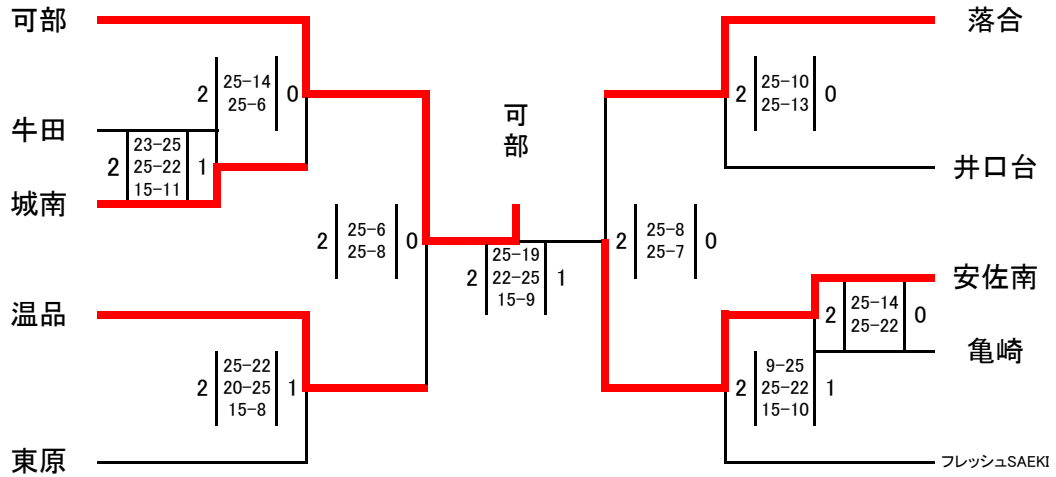 可部
落合
2 25-14 0
25-6
2 25-10 0
25-13
可部
牛田
2 23-25 1
25-22
15-11
井口台
城南
2 25-6 0
25-8
2 25-19 1
22-25
15-9
2 25-8 0
25-7
安佐南
温品
2 25-14 0
25-22
亀崎
2 25-22 1
20-25
15-8
2 9-25 1
25-22
15-10
東原
フレッシュSAEKI